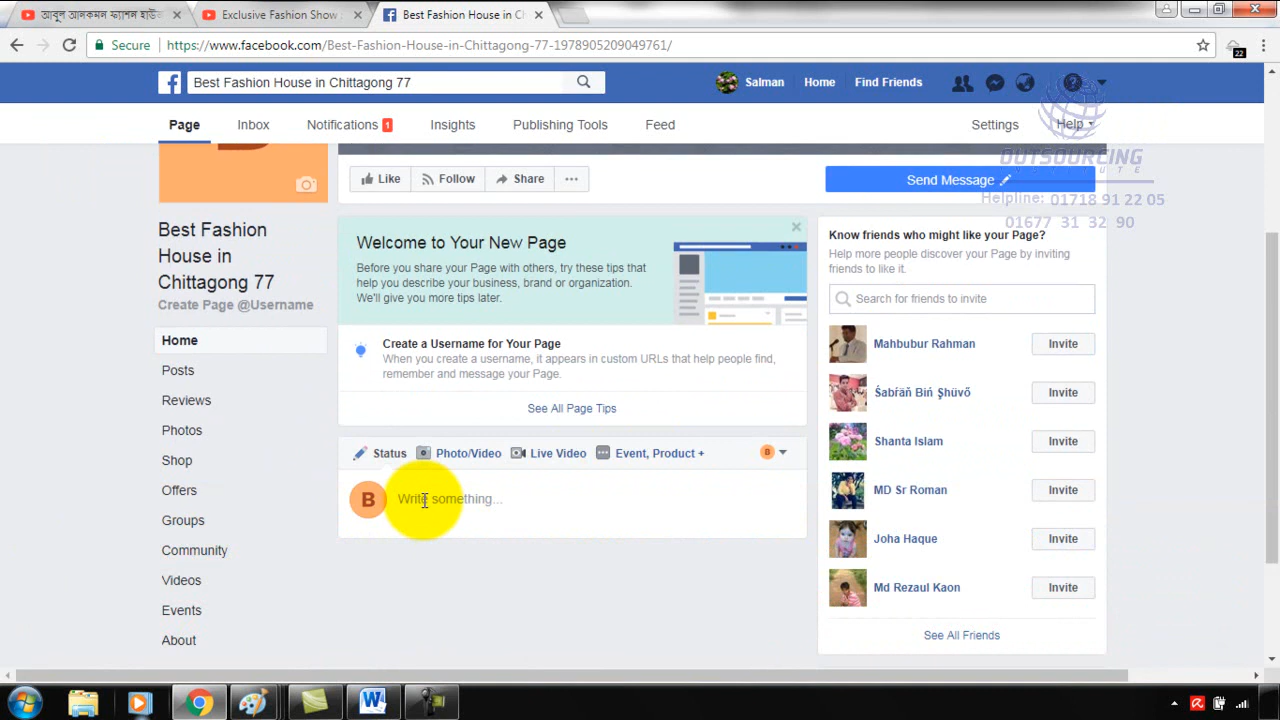 আবুল আলকমল ফ্যাশন হাউজ
Exclusive Fashion Show
Best Fashion House in Ch
Secure
https://www.facebook.com/Best-Fashion-House-in-Chittagong-77-1978905209049761/
22
Best Fashion House in Chittagong 77
Salman
Home
Find Friends
Page
Inbox
Notifications 1
Insights
Publishing Tools
Feed
Settings
Help
OUTSOURCING
Helpline: 01718 91 22 05
01677 31 32 90
Like
Follow
Share
Send Message
Best Fashion
House in
Chittagong 77
Create Page @Username
Home
Posts
Reviews
Photos
Shop
Offers
Groups
Community
Videos
Events
About
Welcome to Your New Page
Before you share your Page with others, try these tips that
help you describe your business, brand or organization.
We'll give you more tips later.
Create a Username for Your Page
When you create a username, it appears in custom URLs that help people find,
remember and message your Page.
See All Page Tips
Status
Photo/Video
Live Video
Event, Product +
B
B
Write something...
Know friends who might like your Page?
Help more people discover your Page by inviting
friends to like it.
Search for friends to invite
Mahbubur Rahman
Invite
Śabŕäň Biń Şhüvő
Invite
Shanta Islam
Invite
MD Sr Roman
Invite
Joha Haque
Invite
Md Rezaul Kaon
Invite
See All Friends